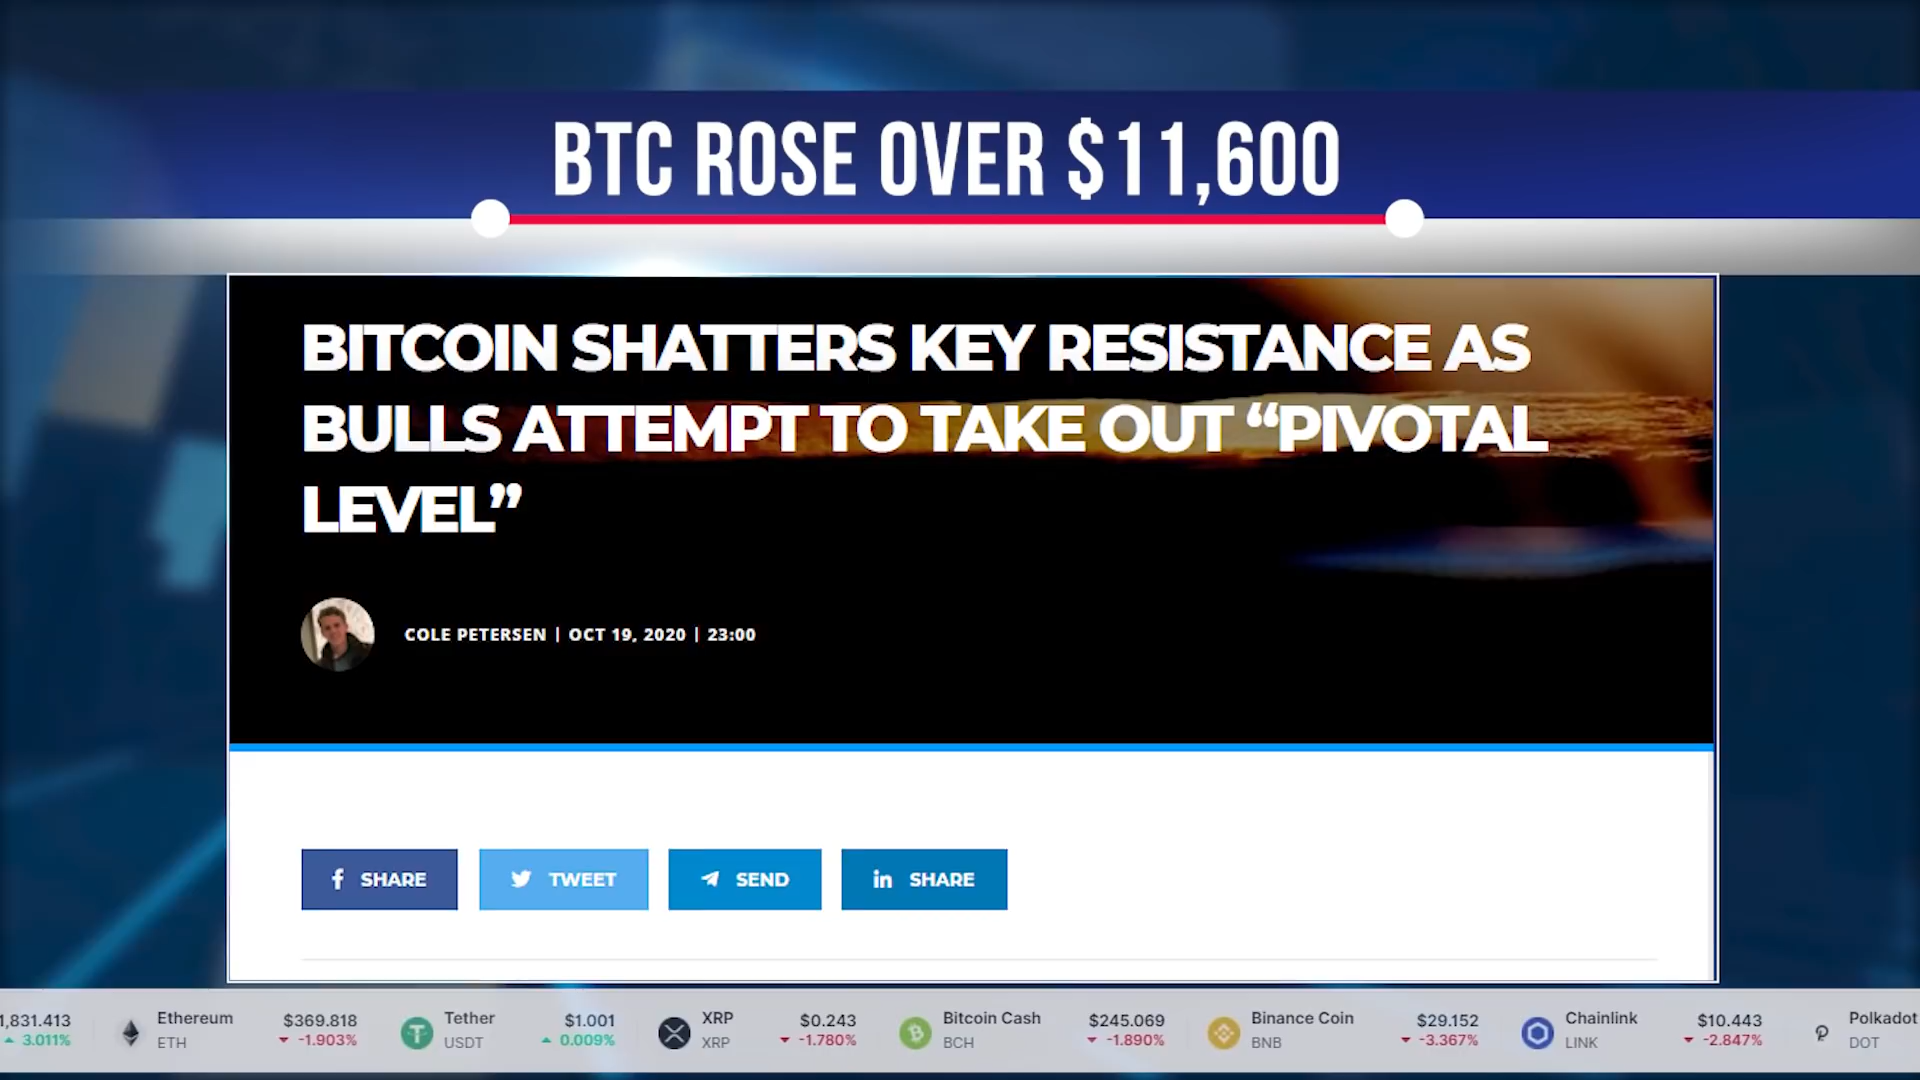 BTC ROSE OVER $11,600
BITCOIN SHATTERS KEY RESISTANCE AS
BULLS ATTEMPT TO TAKE OUT “PIVOTAL
LEVEL”
COLE PETERSEN | OCT 19, 2020 | 23:00
SHARE TWEET SEND SHARE
1,831.413 Ethereum $369.818 Tether $1.001 XRP $0.243 Bitcoin Cash $245.069 Binance Coin $29.152 Chainlink $10.443 Polkadot
3.011% ETH -1.903% USDT 0.009% XRP -1.780% BCH -1.890% BNB -3.367% LINK -2.847% DOT